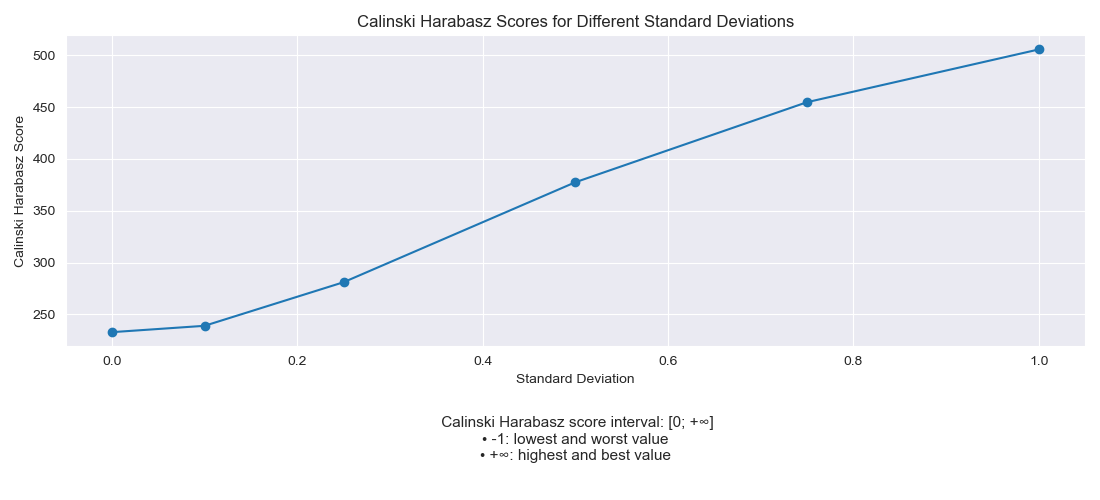 Calinski Harabasz Scores for Different Standard Deviations
500
450
400
350
300
250
Calinski Harabasz Score
0.0 0.2 0.4 0.6 0.8 1.0
Standard Deviation
Calinski Harabasz score interval: [0; +∞]
• -1: lowest and worst value
• +∞: highest and best value